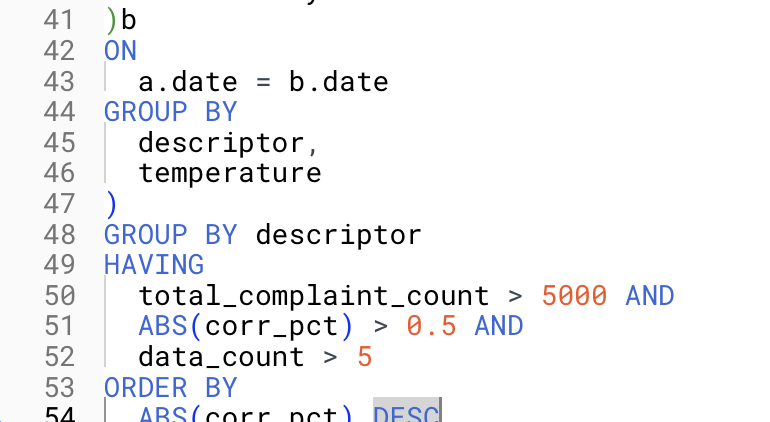 41 )b
42 ON
43 a.date = b.date
44 GROUP BY
45 descriptor,
46 temperature
47 )
48 GROUP BY descriptor
49 HAVING
50 total_complaint_count > 5000 AND
51 ABS(corr_pct) > 0.5 AND
52 data_count > 5
53 ORDER BY
54 ABS(corr_pct) DESC